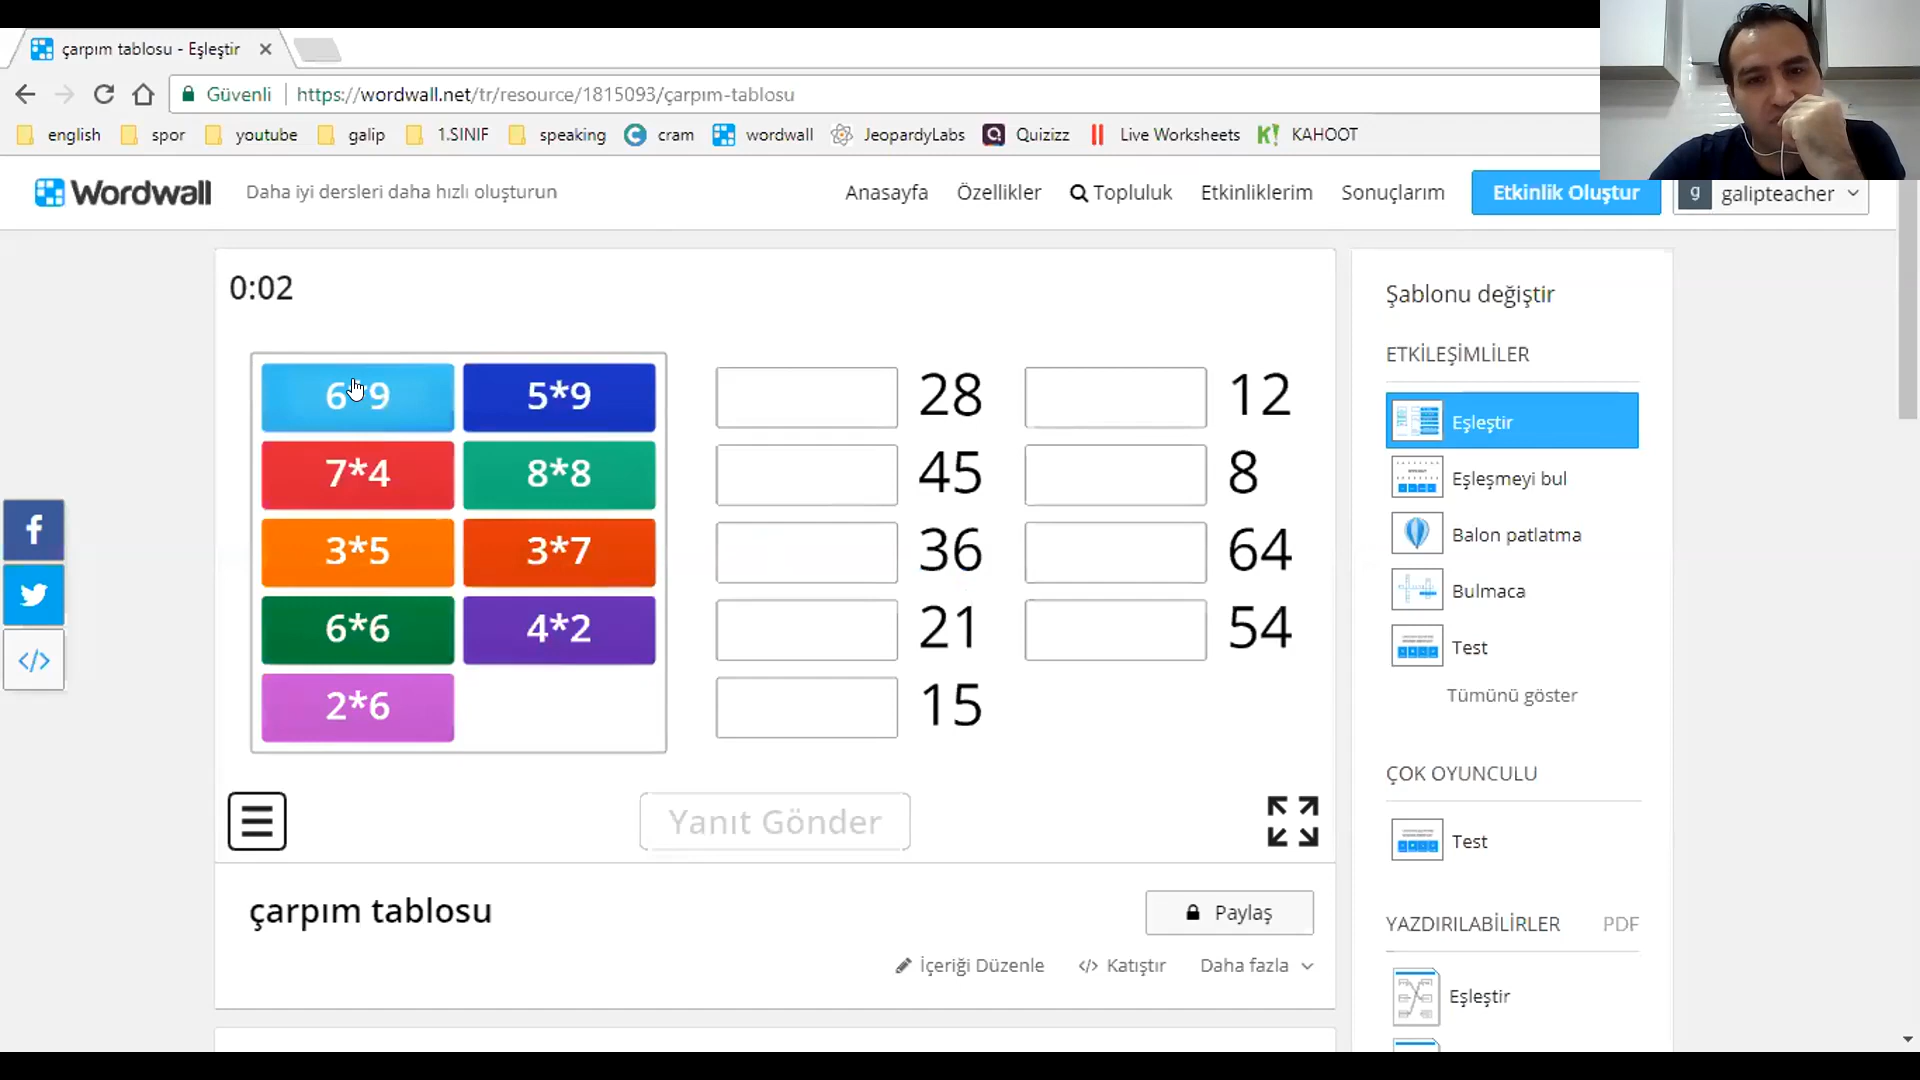 çarpım tablosu - Eşleştir
Güvenli https://wordwall.net/tr/resource/1815093/çarpım-tablosu
english spor youtube galip 1.SINIF speaking cram wordwall JeopardyLabs Quizizz Live Worksheets KAHOOT
Wordwall Daha iyi dersleri daha hızlı oluşturun Anasayfa Özellikler Topluluk Etkinliklerim Sonuçlarım Etkinlik Oluştur g galipteacher
0:02
6*9 5*9 28 12
7*4 8*8 45 8
3*5 3*7 36 64
6*6 4*2 21 54
2*6 15
Yanıt Gönder
çarpım tablosu
Paylaş
İçeriği Düzenle Katıştır Daha fazla
Şablonu değiştir
ETKİLEŞİMLİLER
Eşleştir
Eşleşmeyi bul
Balon patlatma
Bulmaca
Test
Tümünü göster
ÇOK OYUNCULU
Test
YAZDIRILABİLİRLER PDF
Eşleştir